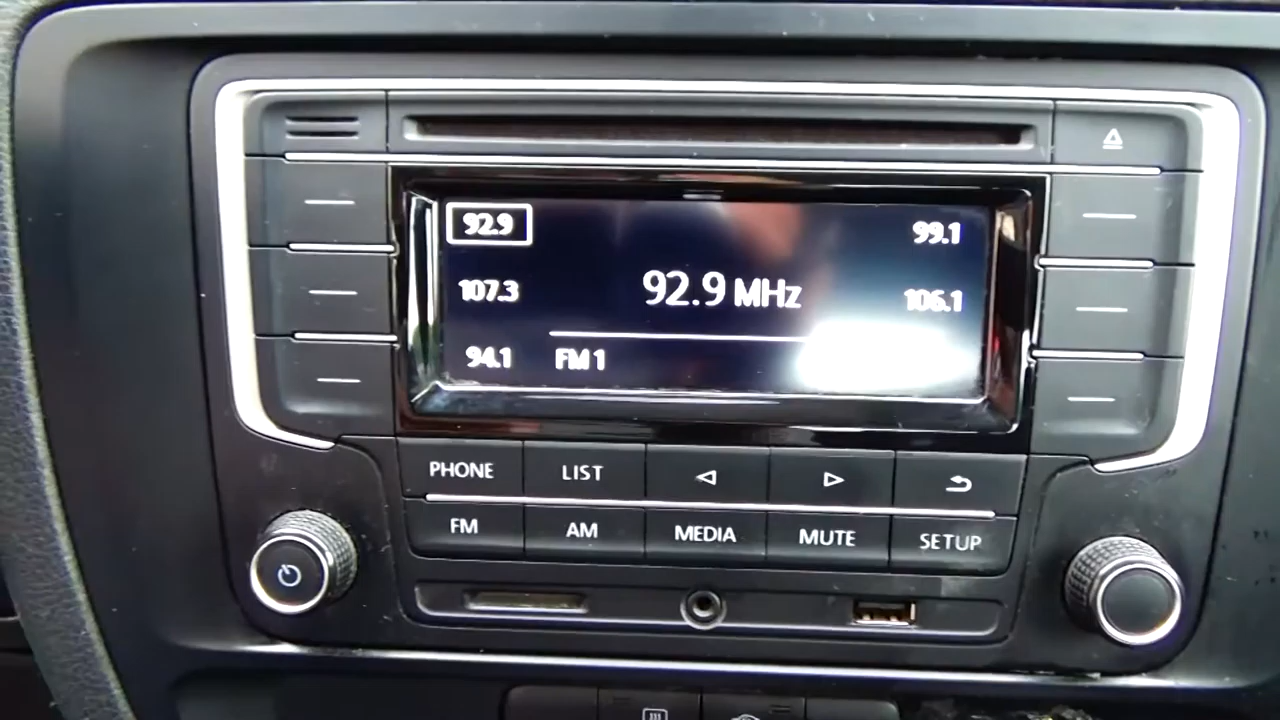 92.9
99.1
107.3
92.9 MHz
106.1
94.1
FM 1
PHONE
LIST
FM
AM
MEDIA
MUTE
SETUP